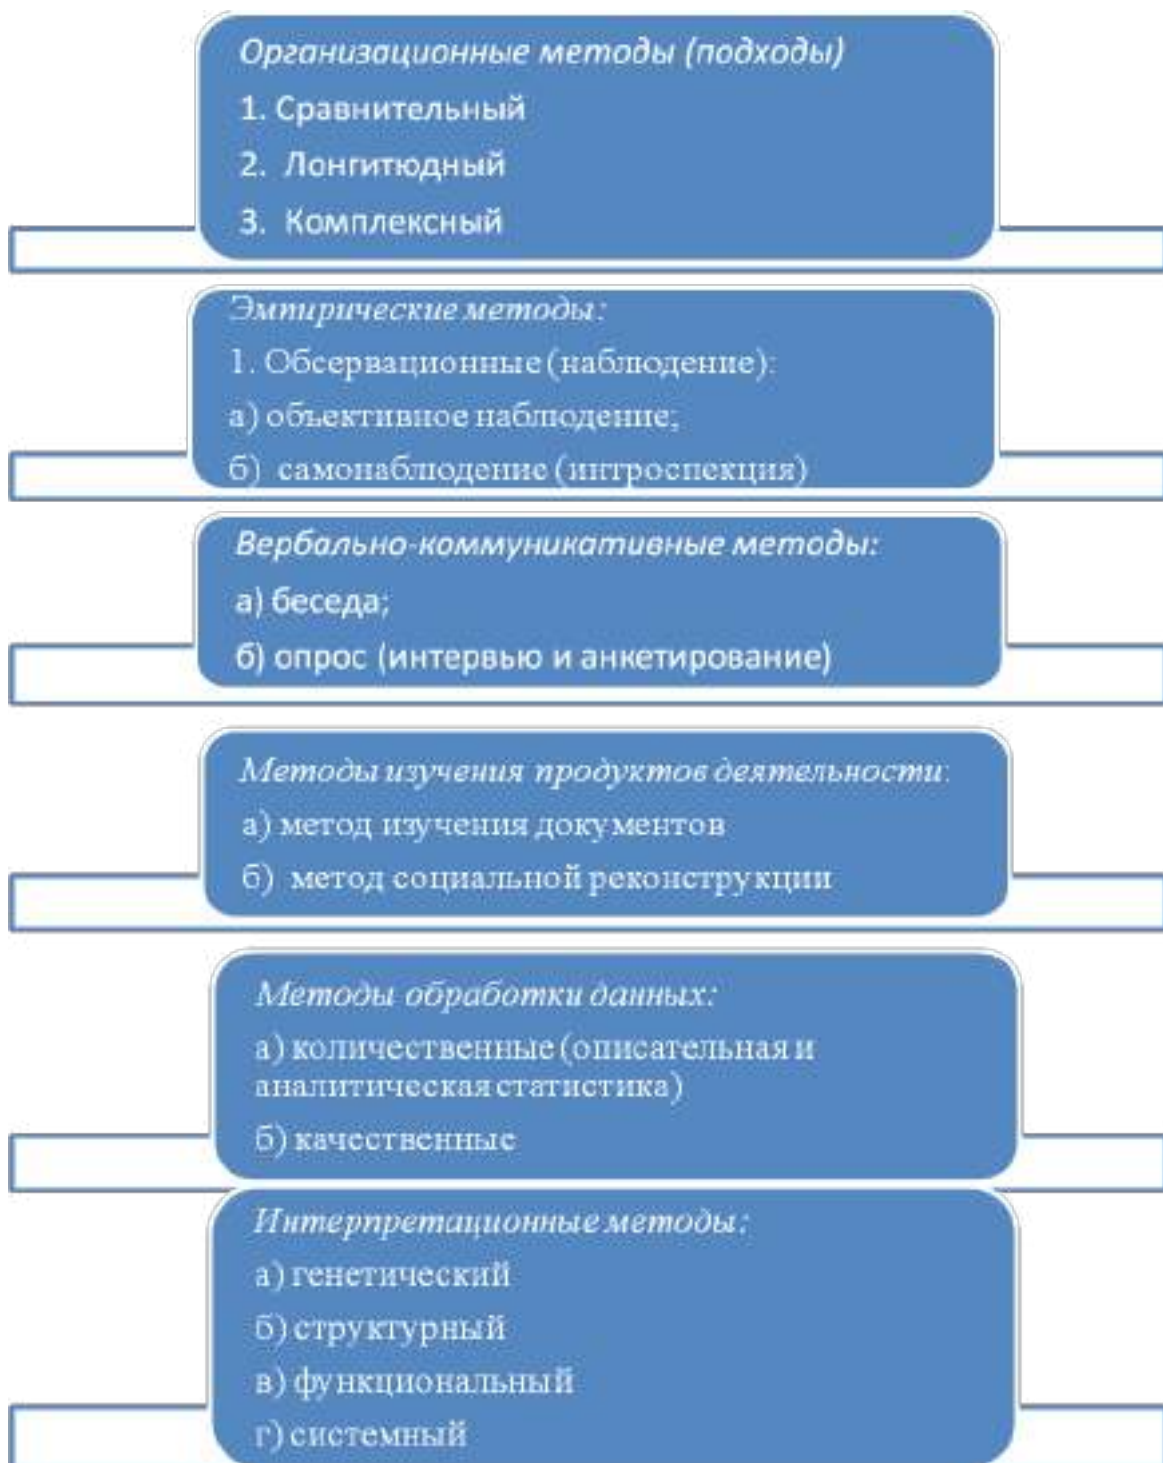 Организационные методы (подходы)
1. Сравнительный
2. Лонгитюдный
3. Комплексный
Эмпирические методы:
1. Обсервационные (наблюдение):
а) объективное наблюдение;
б) самонаблюдение (интроспекция)
Вербально-коммуникативные методы:
а) беседа;
б) опрос (интервью и анкетирование)
Методы изучения продуктов деятельности:
а) метод изучения документов
б) метод социальной реконструкции
Методы обработки данных:
а) количественные (описательная и
аналитическая статистика)
б) качественные
Интерпретационные методы:
а) генетический
б) структурный
в) функциональный
г) системный